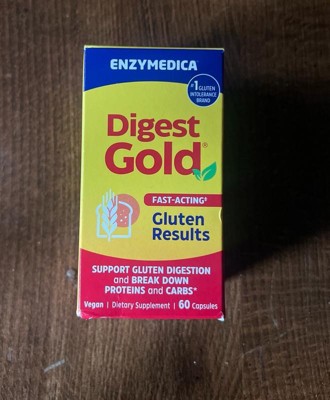 ENZYMEDICA®
#1 GLUTEN
INTOLERANCE
BRAND
Digest
Gold®
FAST-ACTING‡
Gluten
Results
SUPPORT GLUTEN DIGESTION
and BREAK DOWN
PROTEINS and CARBS*
Vegan | Dietary Supplement | 60 Capsules